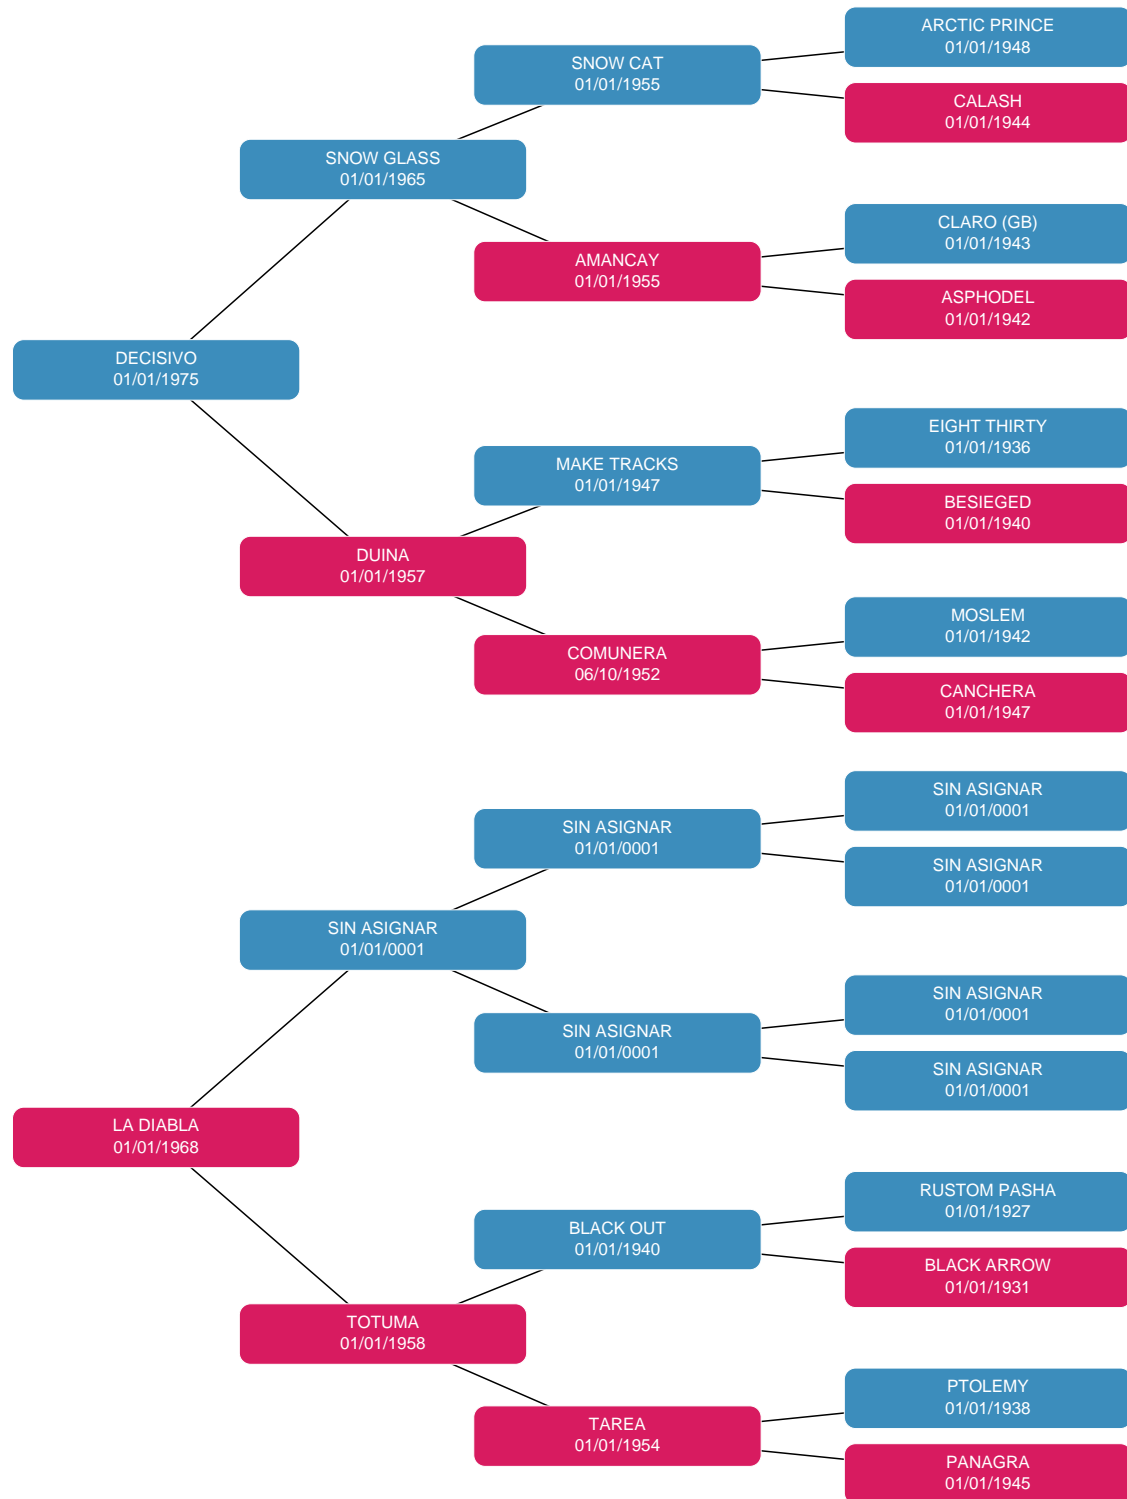 ARCTIC PRINCE
01/01/1948
SNOW CAT
01/01/1955
CALASH
01/01/1944
SNOW GLASS
01/01/1965
CLARO (GB)
01/01/1943
AMANCAY
01/01/1955
ASPHODEL
01/01/1942
DECISIVO
01/01/1975
EIGHT THIRTY
01/01/1936
MAKE TRACKS
01/01/1947
BESIEGED
01/01/1940
DUINA
01/01/1957
MOSLEM
01/01/1942
COMUNERA
06/10/1952
CANCHERA
01/01/1947
SIN ASIGNAR
01/01/0001
SIN ASIGNAR
01/01/0001
SIN ASIGNAR
01/01/0001
SIN ASIGNAR
01/01/0001
SIN ASIGNAR
01/01/0001
SIN ASIGNAR
01/01/0001
SIN ASIGNAR
01/01/0001
LA DIABLA
01/01/1968
RUSTOM PASHA
01/01/1927
BLACK OUT
01/01/1940
BLACK ARROW
01/01/1931
TOTUMA
01/01/1958
PTOLEMY
01/01/1938
TAREA
01/01/1954
PANAGRA
01/01/1945